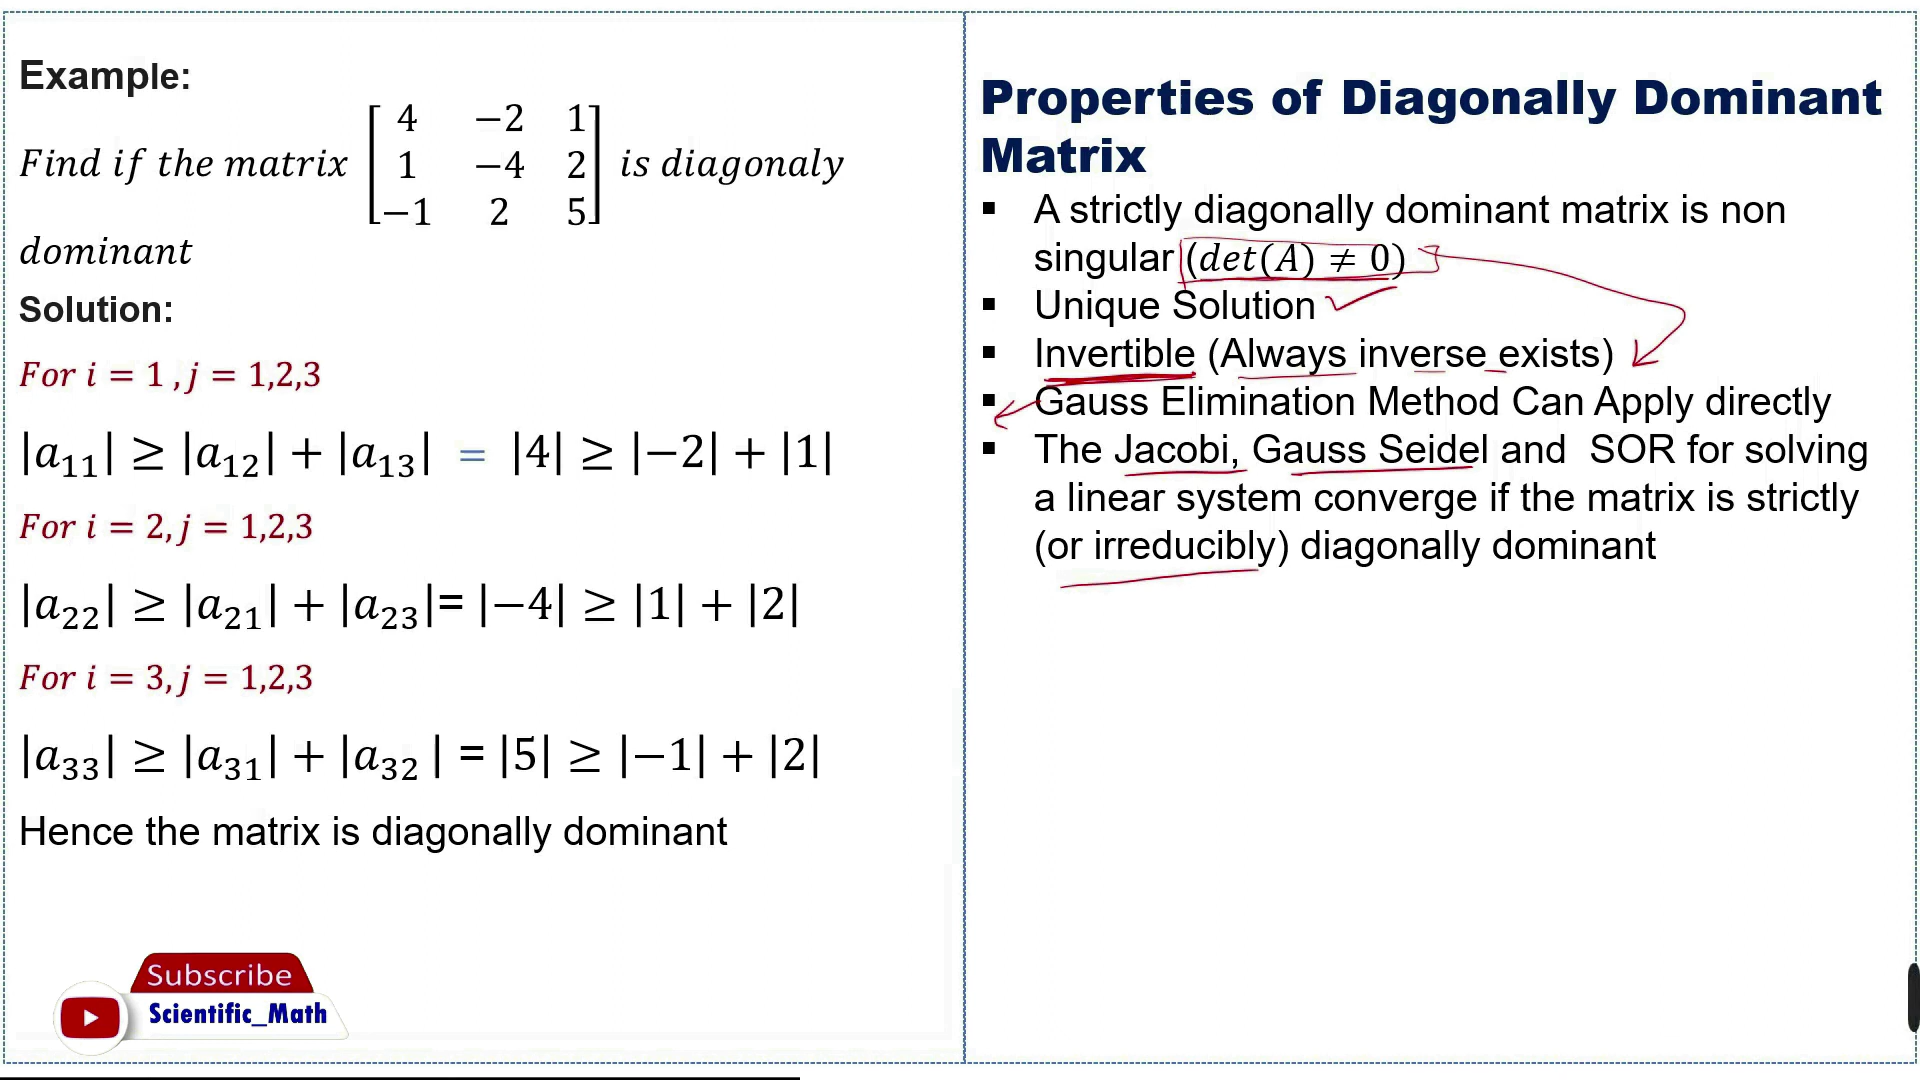 Example:
Find if the matrix [4 −2 1
1 −4 2
−1 2 5] is diagonaly
dominant
Solution:
For i = 1 , j = 1,2,3
|a₁₁| ≥ |a₁₂| + |a₁₃| = |4| ≥ |−2| + |1|
For i = 2, j = 1,2,3
|a₂₂| ≥ |a₂₁| + |a₂₃|= |−4| ≥ |1| + |2|
For i = 3, j = 1,2,3
|a₃₃| ≥ |a₃₁| + |a₃₂ | = |5| ≥ |−1| + |2|
Hence the matrix is diagonally dominant
Subscribe
Scientific_Math
Properties of Diagonally Dominant
Matrix
▪ A strictly diagonally dominant matrix is non
singular (det(A) ≠ 0)
▪ Unique Solution
▪ Invertible (Always inverse exists)
▪ Gauss Elimination Method Can Apply directly
▪ The Jacobi, Gauss Seidel and SOR for solving
a linear system converge if the matrix is strictly
(or irreducibly) diagonally dominant